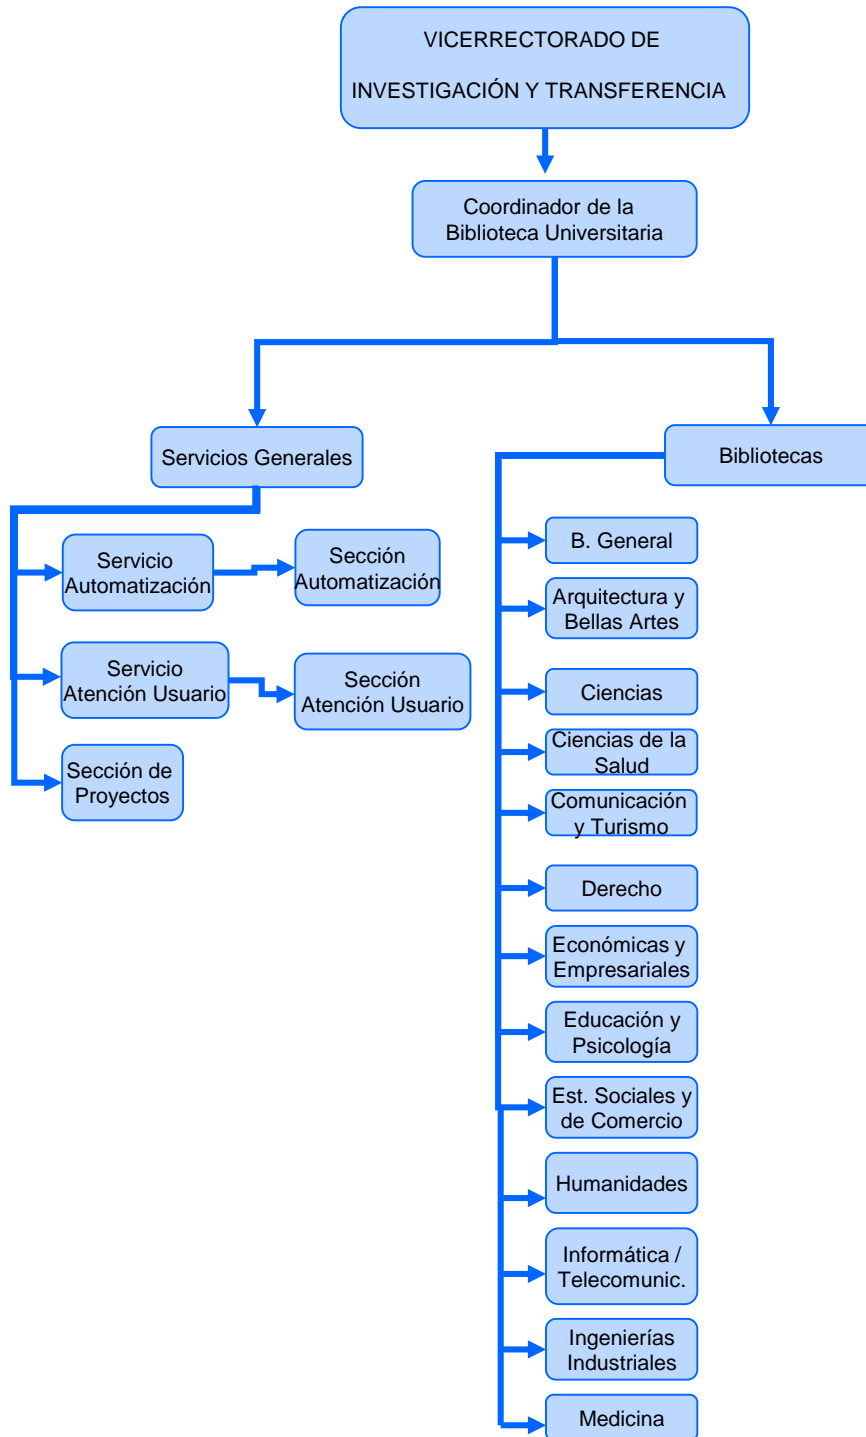 VICERRECTORADO DE
INVESTIGACIÓN Y TRANSFERENCIA
Coordinador de la
Biblioteca Universitaria
Servicios Generales
Bibliotecas
Servicio
Automatización
Sección
Automatización
Servicio
Atención Usuario
Sección
Atención Usuario
Sección de
Proyectos
B. General
Arquitectura y
Bellas Artes
Ciencias
Ciencias de la
Salud
Comunicación
y Turismo
Derecho
Económicas y
Empresariales
Educación y
Psicología
Est. Sociales y
de Comercio
Humanidades
Informática /
Telecomunic.
Ingenierías
Industriales
Medicina